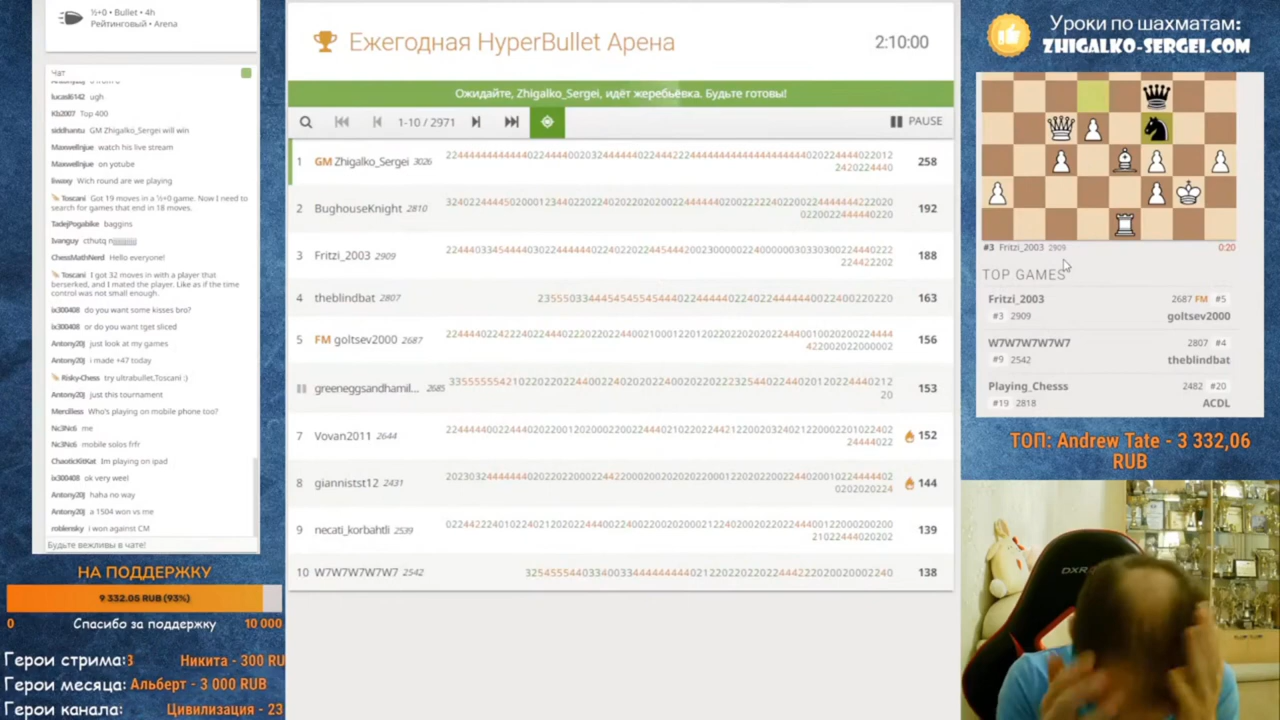 ½+0 • Bullet • 4h
Рейтинговый • Arena
Чат
lucasl6142 ugh
Kb2007 Top 400
siddhantu GM Zhigalko_Sergei will win
Maxwellnjue watch his live stream
Maxwellnjue on yotube
liwaxy Wich round are we playing
Toscani Got 19 moves in a ½+0 game. Now I need to
search for games that end in 18 moves.
TadejPogabike baggins
Ivanguy cthutq njjjjjjjjj
ChessMathNerd Hello everyone!
Toscani I got 32 moves in with a player that
berserked, and I mated the player. Like as if the time
control was not small enough.
ix300408 do you want some kisses bro?
ix300408 or do you want tget sliced
Antony20J just look at my games
Antony20J i made +47 today
Risky-Chess try ultrabullet,Toscani :)
Antony20J just this tournament
Merciless Who's playing on mobile phone too?
Nc3Nc6 me
Nc3Nc6 mobile solos frfr
ChaoticKitKat Im playing on ipad
ix300408 ok very weel
Antony20J haha no way
Antony20J a 1504 won vs me
roblensky i won against CM
Будьте вежливы в чате!
НА ПОДДЕРЖКУ
9 332.05 RUB (93%)
0 Спасибо за поддержку 10 000
Герои стрима:3 Никита - 300 RU
Герои месяца: Альберт - 3 000 RUB
Герои канала: Цивилизация - 23
Ежегодная HyperBullet Арена 2:10:00
Ожидайте, Zhigalko_Sergei, идёт жеребьёвка. Будьте готовы!
1-10 / 2971 PAUSE
1 GM Zhigalko_Sergei 3026 258
2 BughouseKnight 2810 192
3 Fritzi_2003 2909 188
4 theblindbat 2807 163
5 FM goltsev2000 2687 156
greeneggsandhamil... 2685 153
7 Vovan2011 2644 152
8 giannistst12 2431 144
9 necati_korbahtli 2539 139
10 W7W7W7W7W7 2542 138
Уроки по шахматам:
ZHIGALKO-SERGEI.COM
#3 Fritzi_2003 2909 0:20
TOP GAMES
Fritzi_2003 2687 FM #5
#3 2909 goltsev2000
W7W7W7W7W7 2807 #4
#9 2542 theblindbat
Playing_Chesss 2482 #20
#19 2818 ACDL
ТОП: Andrew Tate - 3 332,06
RUB
DXR